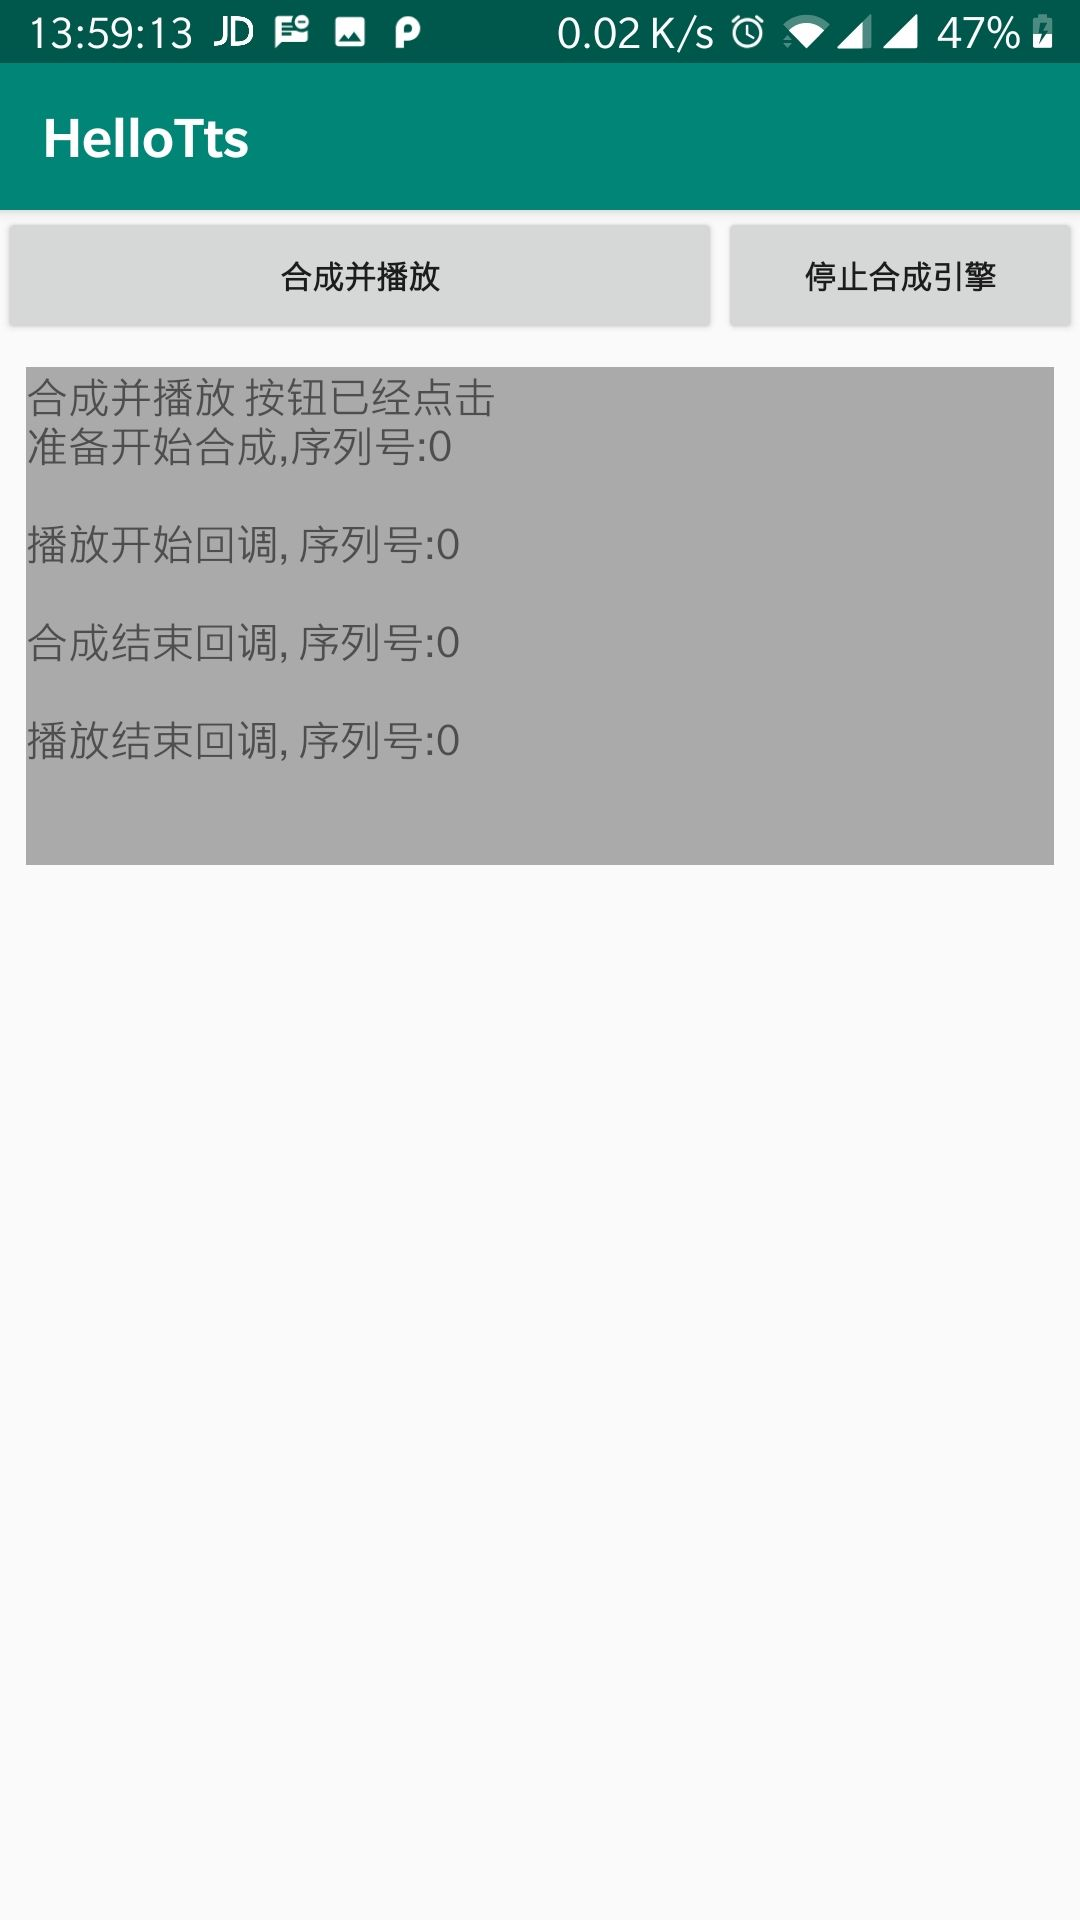 13:59:13 JD 0.02 K/s 47%
HelloTts
合成并播放 停止合成引擎
合成并播放 按钮已经点击
准备开始合成,序列号:0
播放开始回调, 序列号:0
合成结束回调, 序列号:0
播放结束回调, 序列号:0